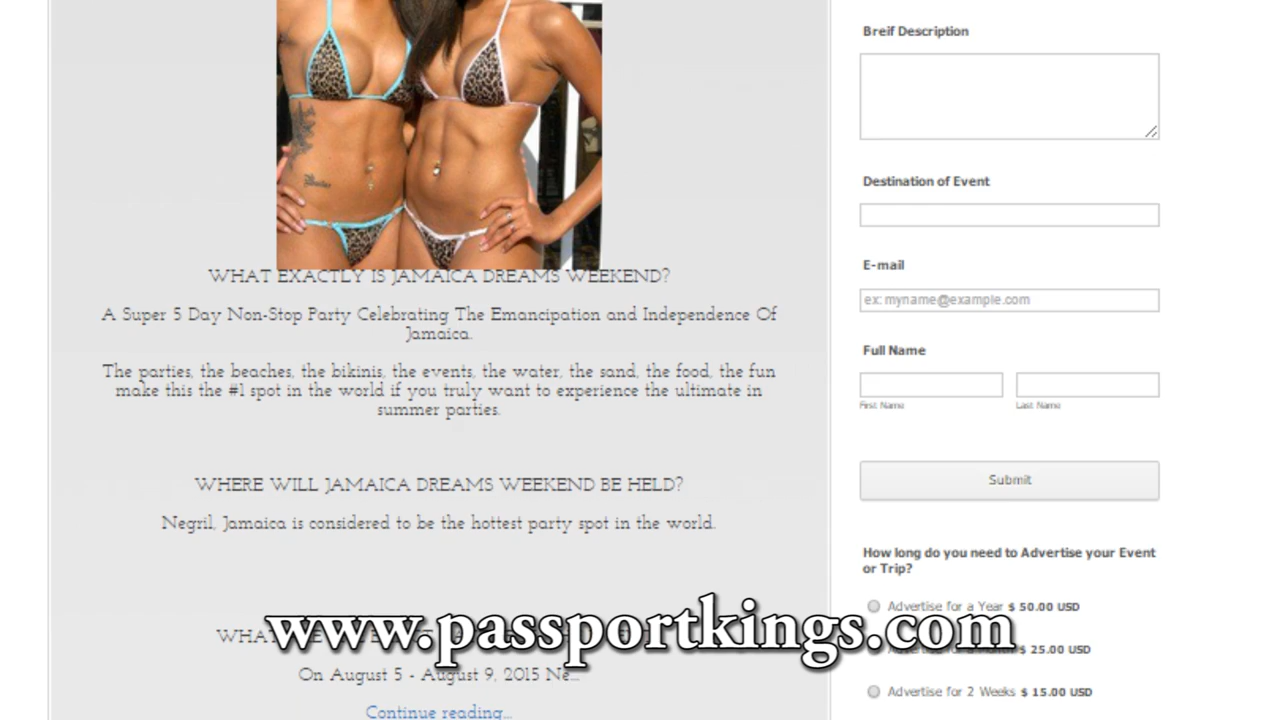 WHAT EXACTLY IS JAMAICA DREAMS WEEKEND?
A Super 5 Day Non-Stop Party Celebrating The Emancipation and Independence Of
Jamaica.
The parties, the beaches, the bikinis, the events, the water, the sand, the food, the fun
make this the #1 spot in the world if you truly want to experience the ultimate in
summer parties.
WHERE WILL JAMAICA DREAMS WEEKEND BE HELD?
Negril, Jamaica is considered to be the hottest party spot in the world.
www.passportkings.com
On August 5 - August 9, 2015 Ne...
Continue reading...
Breif Description
Destination of Event
E-mail
ex: myname@example.com
Full Name
First Name
Last Name
Submit
How long do you need to Advertise your Event
or Trip?
Advertise for a Year $ 50.00 USD
$ 25.00 USD
Advertise for 2 Weeks $ 15.00 USD